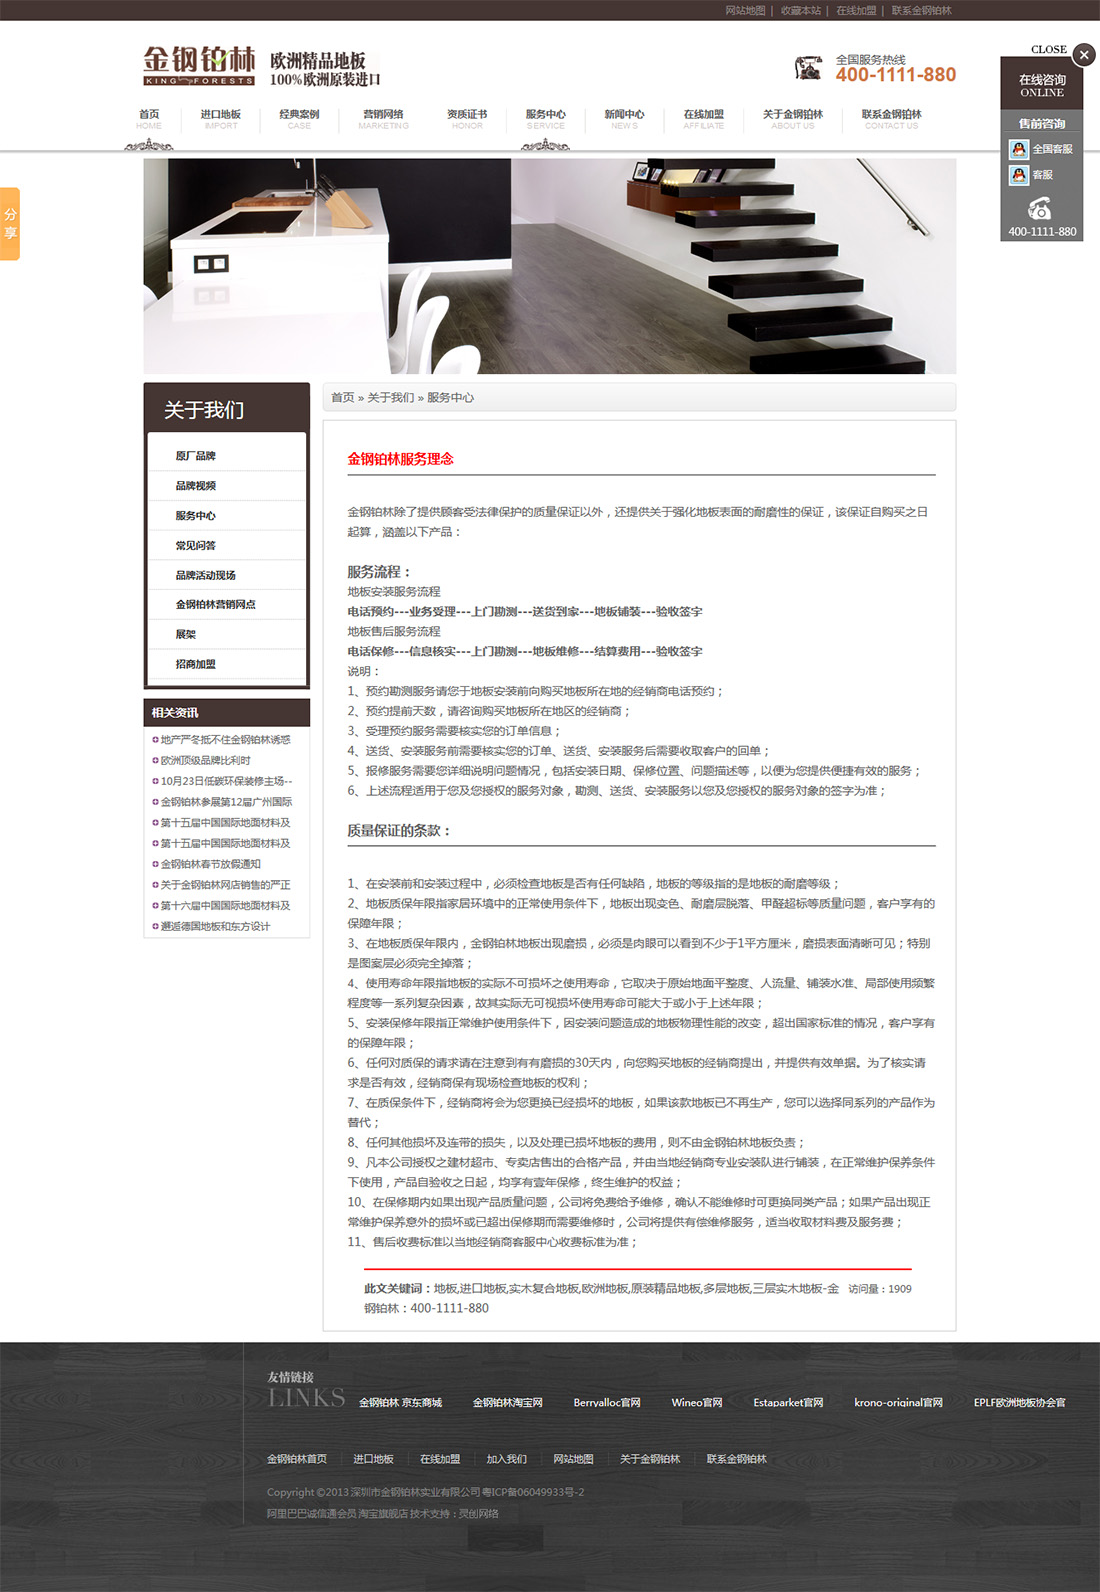 网站地图 | 收藏本站 | 在线加盟 | 联系金钢铂林
金钢铂林 欧洲精品地板
KING FORESTS 100%欧洲原装进口
全国服务热线
400-1111-880
CLOSE
在线咨询
ONLINE
售前咨询
全国客服
客服
400-1111-880
首页 进口地板 经典案例 营销网络 资质证书 服务中心 新闻中心 在线加盟 关于金钢铂林 联系金钢铂林
HOME IMPORT CASE MARKETING HONOR SERVICE NEWS AFFILIATE ABOUT US CONTACT US
分享
关于我们
原厂品牌
品牌视频
服务中心
常见问答
品牌活动现场
金钢柏林营销网点
展架
招商加盟
相关资讯
地产严冬抵不住金钢铂林诱惑
欧洲顶级品牌比利时
10月23日低碳环保装修主场--
金钢铂林参展第12届广州国际
第十五届中国国际地面材料及
第十五届中国国际地面材料及
金钢铂林春节放假通知
关于金钢铂林网店销售的严正
第十六届中国国际地面材料及
邂逅德国地板和东方设计
首页 » 关于我们 » 服务中心
金钢铂林服务理念
金钢铂林除了提供顾客受法律保护的质量保证以外，还提供关于强化地板表面的耐磨性的保证，该保证自购买之日
起算，涵盖以下产品：
服务流程：
地板安装服务流程
电话预约---业务受理---上门勘测---送货到家---地板铺装---验收签字
地板售后服务流程
电话保修---信息核实---上门勘测---地板维修---结算费用---验收签字
说明：
1、预约勘测服务请您于地板安装前向购买地板所在地的经销商电话预约；
2、预约提前天数，请咨询购买地板所在地区的经销商；
3、受理预约服务需要核实您的订单信息；
4、送货、安装服务前需要核实您的订单、送货、安装服务后需要收取客户的回单；
5、报修服务需要您详细说明问题情况，包括安装日期、保修位置、问题描述等，以便为您提供便捷有效的服务；
6、上述流程适用于您及您授权的服务对象，勘测、送货、安装服务以您及您授权的服务对象的签字为准；
质量保证的条款：
1、在安装前和安装过程中，必须检查地板是否有任何缺陷，地板的等级指的是地板的耐磨等级；
2、地板质保年限指家居环境中的正常使用条件下，地板出现变色、耐磨层脱落、甲醛超标等质量问题，客户享有的
保障年限；
3、在地板质保年限内，金钢铂林地板出现磨损，必须是肉眼可以看到不少于1平方厘米，磨损表面清晰可见；特别
是图案层必须完全掉落；
4、使用寿命年限指地板的实际不可损坏之使用寿命，它取决于原始地面平整度、人流量、铺装水准、局部使用频繁
程度等一系列复杂因素，故其实际无可视损坏使用寿命可能大于或小于上述年限；
5、安装保修年限指正常维护使用条件下，因安装问题造成的地板物理性能的改变，超出国家标准的情况，客户享有
的保障年限；
6、任何对质保的请求请在注意到有有磨损的30天内，向您购买地板的经销商提出，并提供有效单据。为了核实请
求是否有效，经销商保有现场检查地板的权利；
7、在质保条件下，经销商将会为您更换已经损坏的地板，如果该款地板已不再生产，您可以选择同系列的产品作为
替代；
8、任何其他损坏及连带的损失，以及处理已损坏地板的费用，则不由金钢铂林地板负责；
9、凡本公司授权之建材超市、专卖店售出的合格产品，并由当地经销商专业安装队进行铺装，在正常维护保养条件
下使用，产品自验收之日起，均享有壹年保修，终生维护的权益；
10、在保修期内如果出现产品质量问题，公司将免费给予维修，确认不能维修时可更换同类产品；如果产品出现正
常维护保养意外的损坏或已超出保修期而需要维修时，公司将提供有偿维修服务，适当收取材料费及服务费；
11、售后收费标准以当地经销商客服中心收费标准为准；
此文关键词：地板,进口地板,实木复合地板,欧洲地板,原装精品地板,多层地板,三层实木地板-金 访问量：1909
钢铂林：400-1111-880
友情链接
LINKS 金钢铂林 京东商城 金钢铂林淘宝网 Berryalloc官网 Wineo官网 Estaparket官网 krono-original官网 EPLF欧洲地板协会官
金钢铂林首页 进口地板 在线加盟 加入我们 网站地图 关于金钢铂林 联系金钢铂林
Copyright ©2013 深圳市金钢铂林实业有限公司 粤ICP备06049933号-2
阿里巴巴诚信通会员 淘宝旗舰店 技术支持：灵创网络